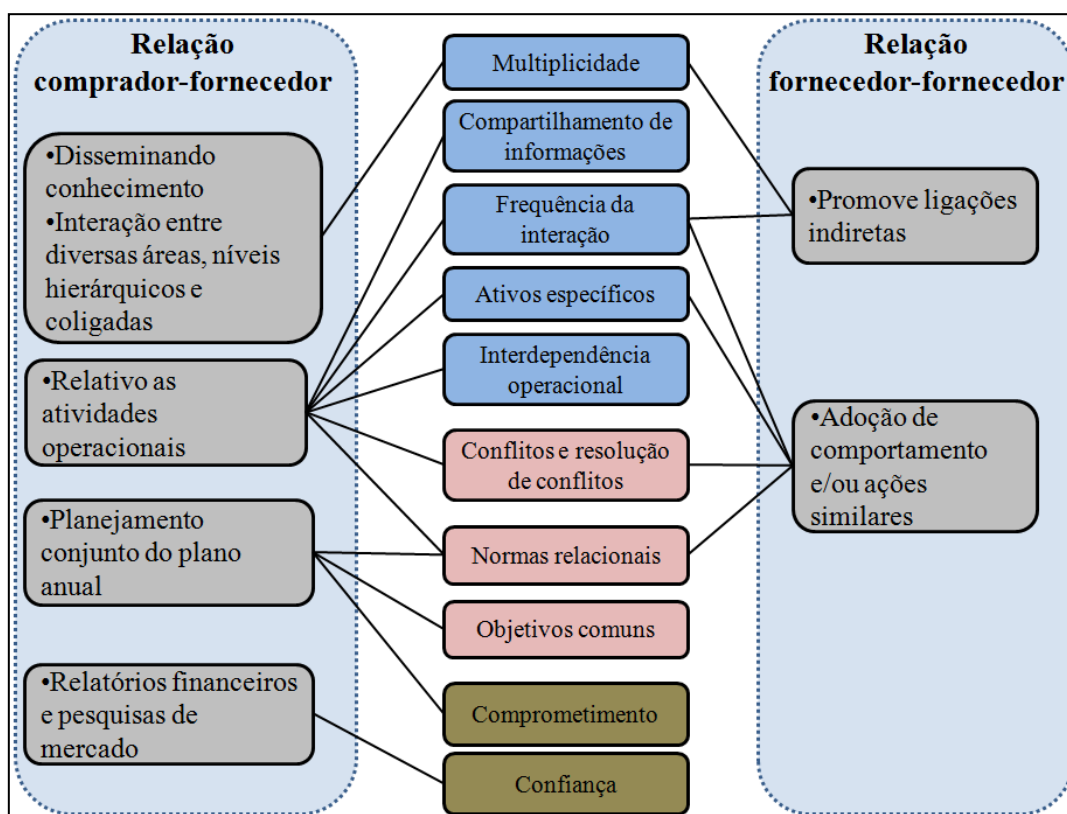 Relação
comprador-fornecedor
•Disseminando
conhecimento
•Interação entre
diversas áreas, níveis
hierárquicos e
coligadas
•Relativo as
atividades
operacionais
•Planejamento
conjunto do plano
anual
•Relatórios financeiros
e pesquisas de
mercado
Multiplicidade
Compartilhamento de
informações
Frequência da
interação
Ativos específicos
Interdependência
operacional
Conflitos e resolução
de conflitos
Normas relacionais
Objetivos comuns
Comprometimento
Confiança
Relação
fornecedor-fornecedor
•Promove ligações
indiretas
•Adoção de
comportamento
e/ou ações
similares